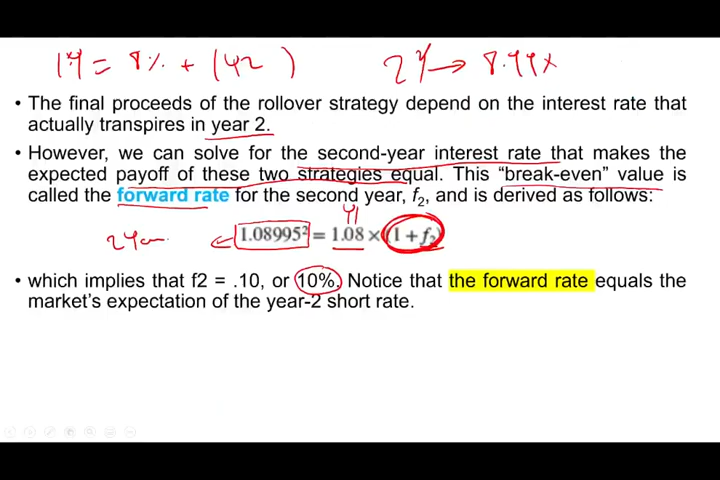 1Y = 8% + (1Y2 ) 2Y → 8.99%
• The final proceeds of the rollover strategy depend on the interest rate that
actually transpires in year 2.
• However, we can solve for the second-year interest rate that makes the
expected payoff of these two strategies equal. This “break-even” value is
called the forward rate for the second year, f2, and is derived as follows:
Y1
2 Year 1.08995² = 1.08 × (1 + f2)
• which implies that f2 = .10, or 10%. Notice that the forward rate equals the
market’s expectation of the year-2 short rate.